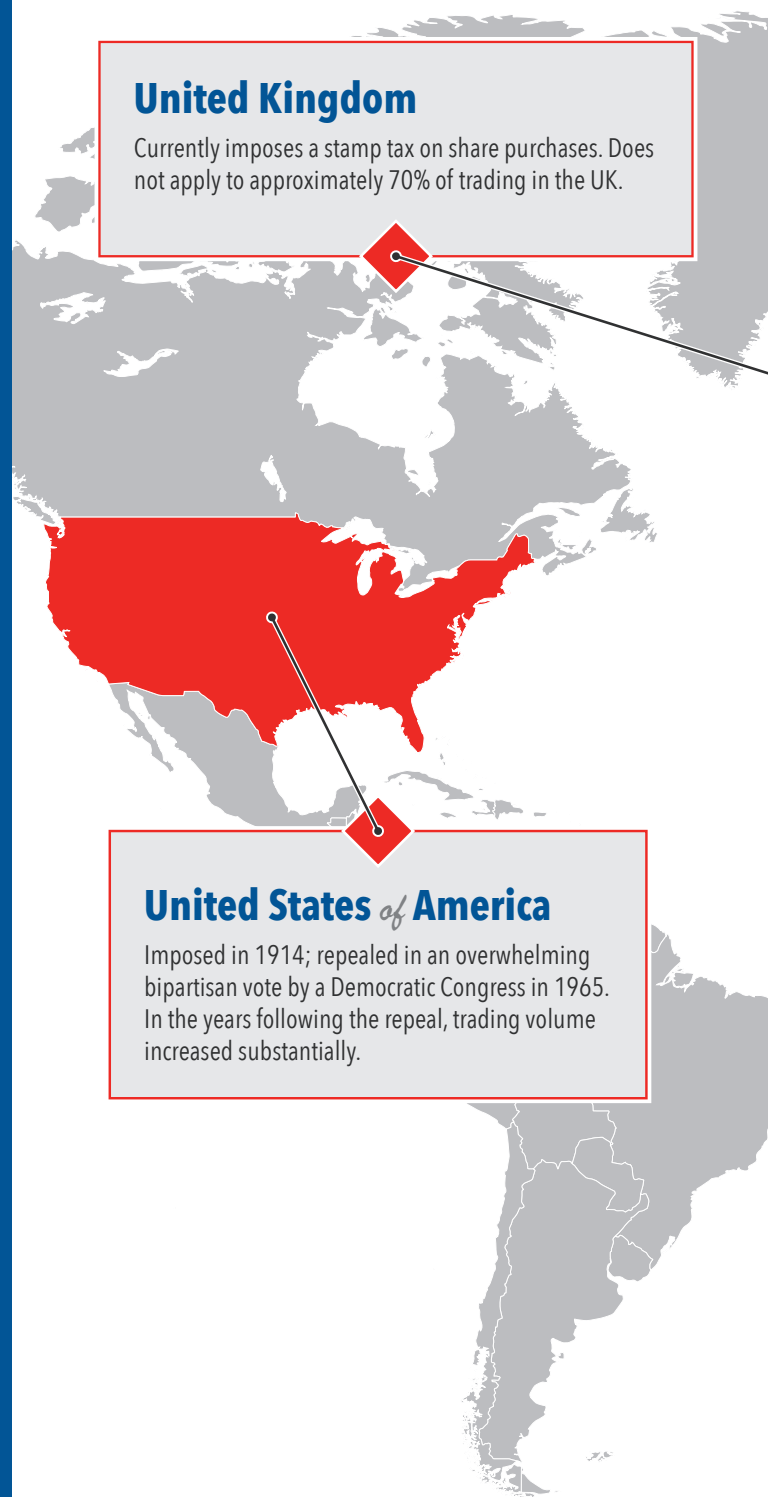 United Kingdom
Currently imposes a stamp tax on share purchases. Does
not apply to approximately 70% of trading in the UK.
United States of America
Imposed in 1914; repealed in an overwhelming
bipartisan vote by a Democratic Congress in 1965.
In the years following the repeal, trading volume
increased substantially.